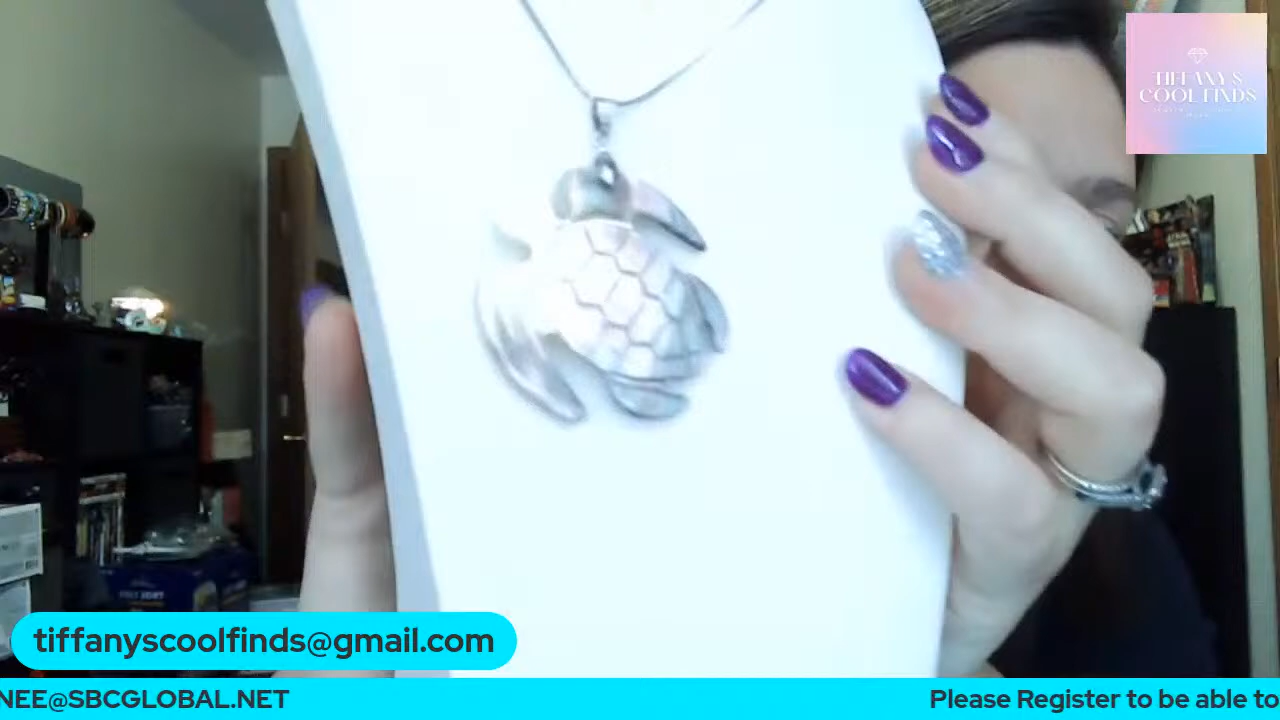 TIFFANY'S
COOL FINDS
tiffanyscoolfinds@gmail.com
NEE@SBCGLOBAL.NET
Please Register to be able to